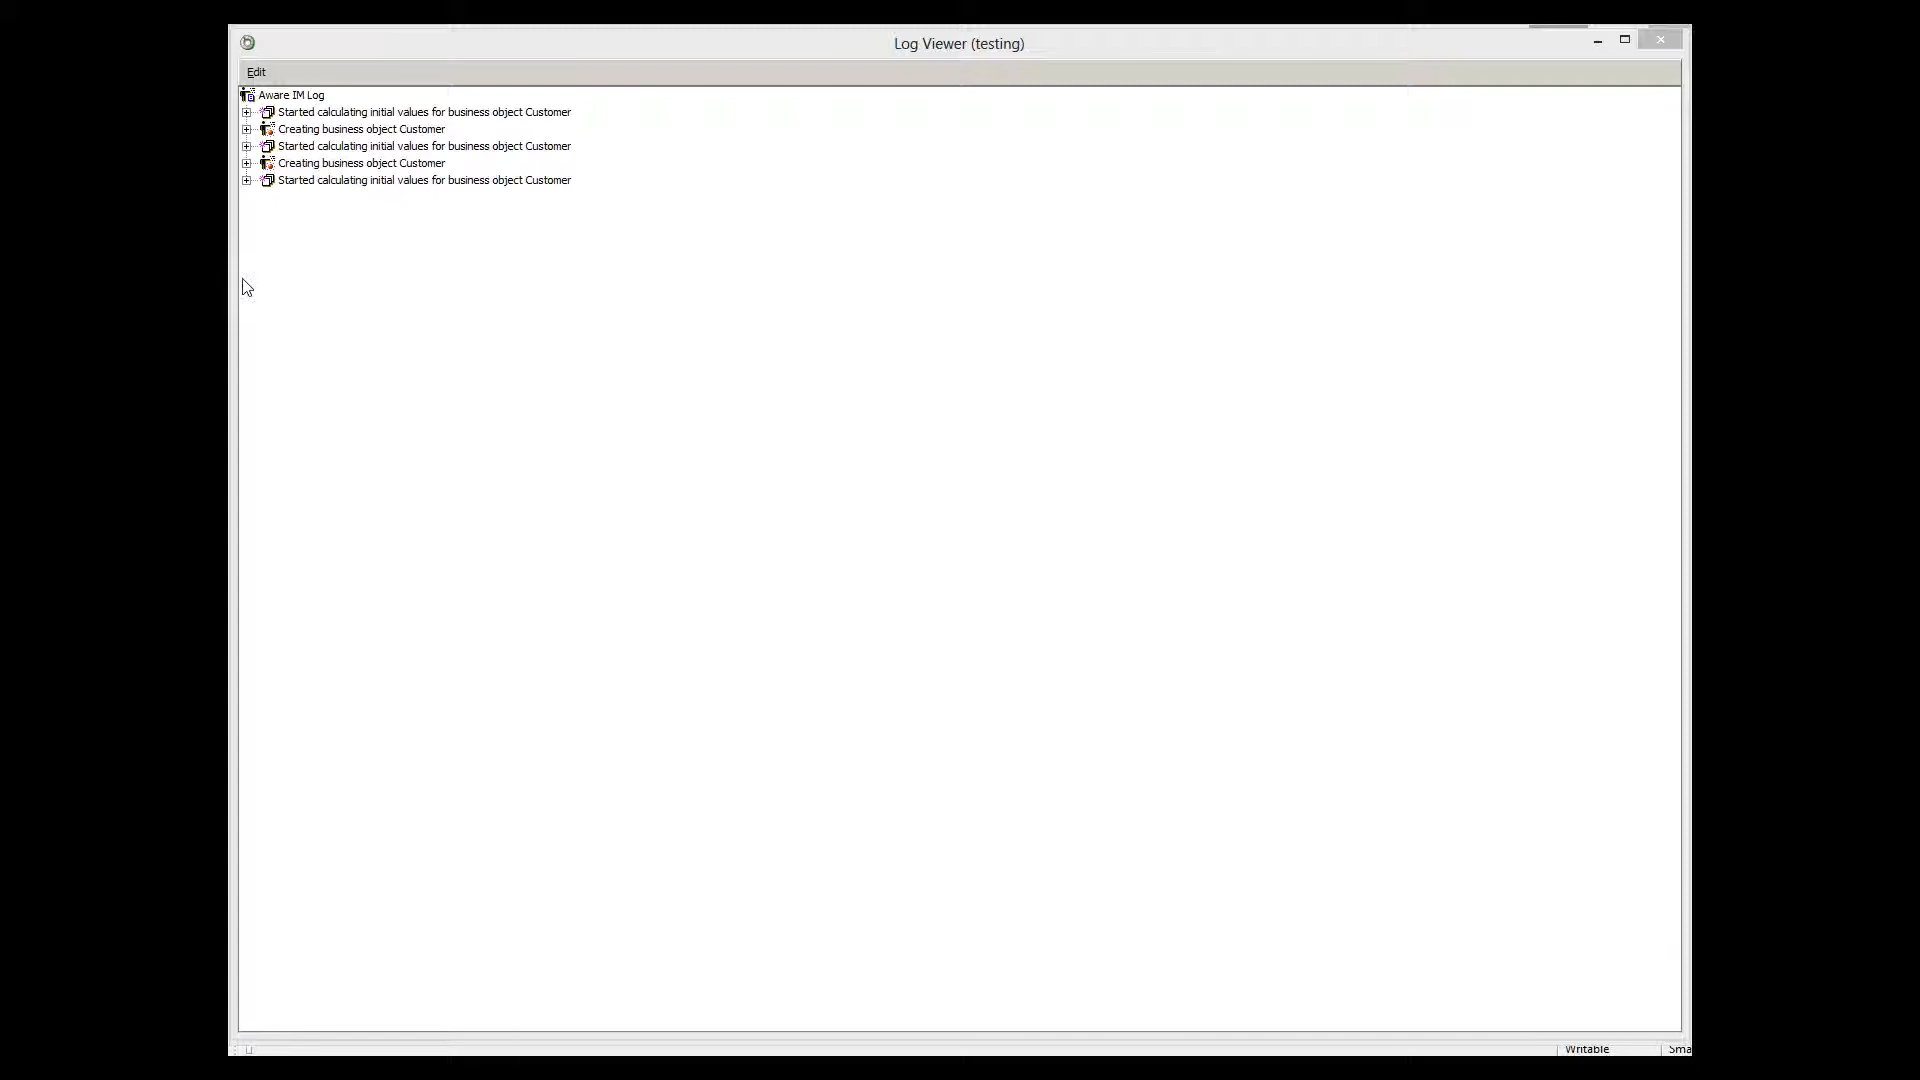 Log Viewer (testing)
Edit
Aware IM Log
Started calculating initial values for business object Customer
Creating business object Customer
Started calculating initial values for business object Customer
Creating business object Customer
Started calculating initial values for business object Customer
Writable
Sma